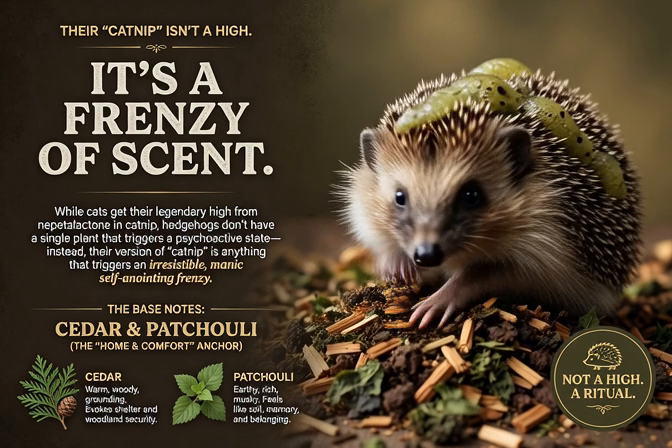 THEIR “CATNIP” ISN’T A HIGH.
IT’S A
FRENZY
OF SCENT.
While cats get their legendary high from
nepetalactone in catnip, hedgehogs don’t have
a single plant that triggers a psychoactive state—
instead, their version of “catnip” is anything
that triggers an irresistible, manic
self-anointing frenzy.
THE BASE NOTES:
CEDAR & PATCHOULI
(THE “HOME & COMFORT” ANCHOR)
CEDAR
Warm, woody,
grounding.
Evokes shelter and
woodland security.
PATCHOULI
Earthy, rich,
musky. Feels
like soil, memory,
and belonging.
NOT A HIGH.
A RITUAL.